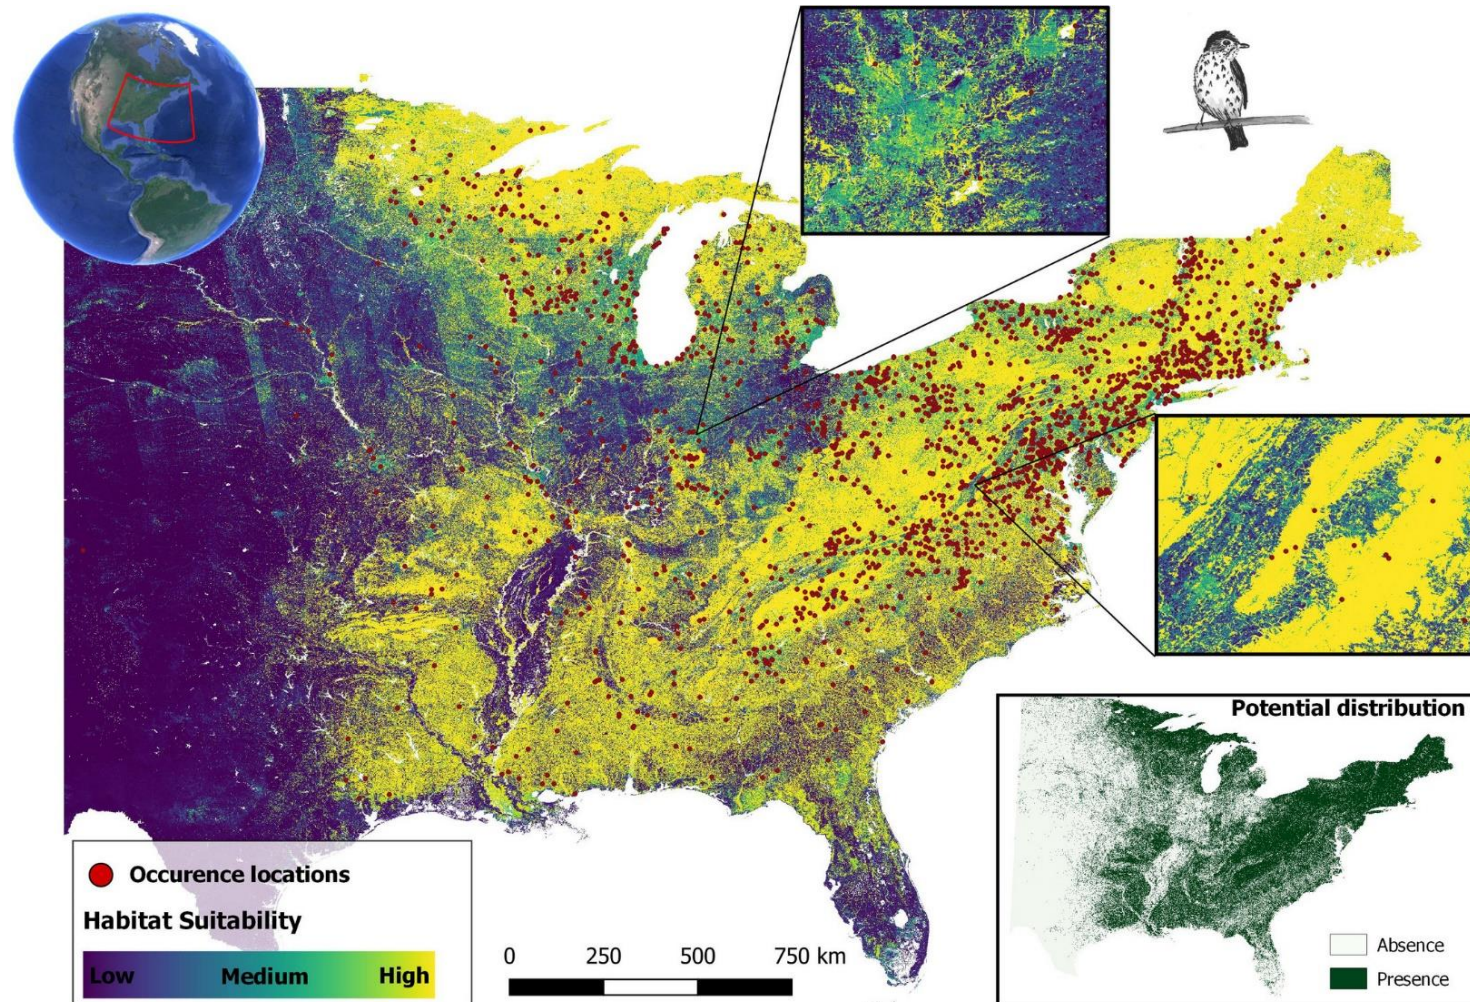 Potential distribution
Absence
Presence
Occurence locations
Habitat Suitability
Low Medium High
0 250 500 750 km